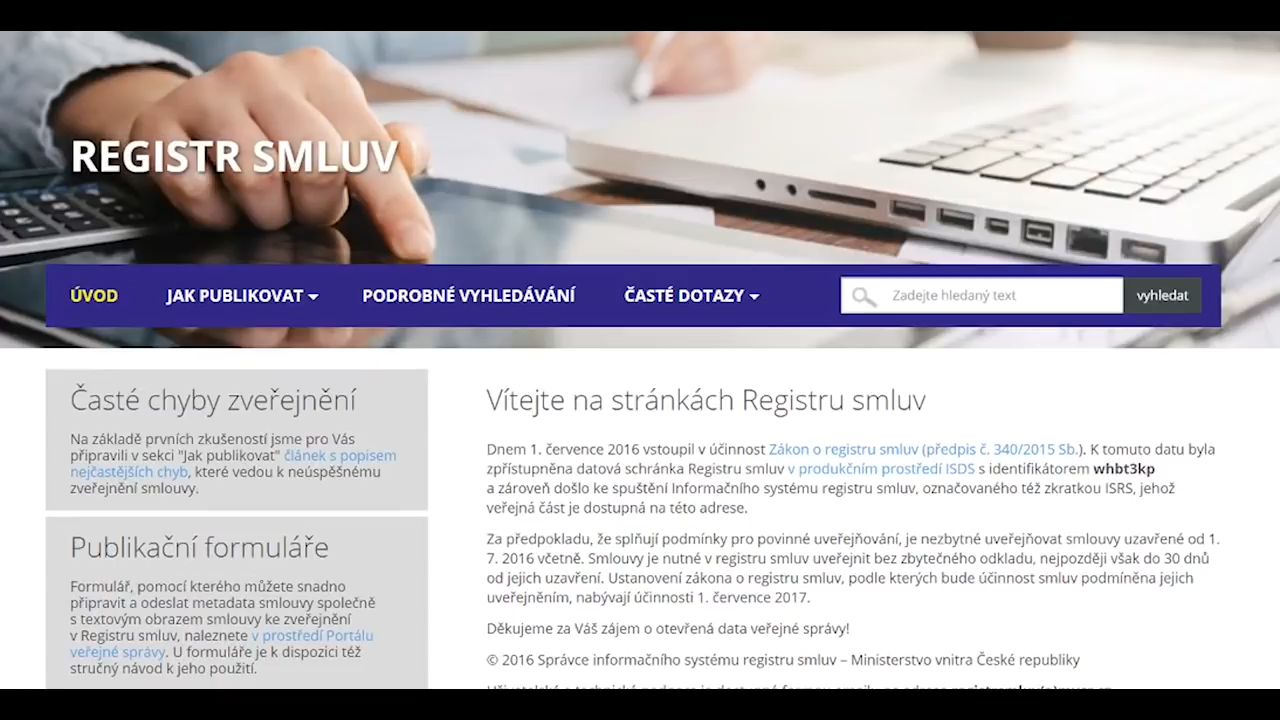 REGISTR SMLUV
ÚVOD
JAK PUBLIKOVAT
PODROBNÉ VYHLEDÁVÁNÍ
ČASTÉ DOTAZY
Zadejte hledaný text
vyhledat
Časté chyby zveřejnění
Na základě prvních zkušeností jsme pro Vás
připravili v sekci "Jak publikovat" článek s popisem
nejčastějších chyb, které vedou k neúspěšnému
zveřejnění smlouvy.
Publikační formuláře
Formulář, pomocí kterého můžete snadno
připravit a odeslat metadata smlouvy společně
s textovým obrazem smlouvy ke zveřejnění
v Registru smluv, naleznete v prostředí Portálu
veřejné správy. U formuláře je k dispozici též
stručný návod k jeho použití.
Vítejte na stránkách Registru smluv
Dnem 1. července 2016 vstoupil v účinnost Zákon o registru smluv (předpis č. 340/2015 Sb.). K tomuto datu byla
zpřístupněna datová schránka Registru smluv v produkčním prostředí ISDS s identifikátorem whbt3kp
a zároveň došlo ke spuštění Informačního systému registru smluv, označovaného též zkratkou ISRS, jehož
veřejná část je dostupná na této adrese.
Za předpokladu, že splňují podmínky pro povinné uveřejňování, je nezbytné uveřejňovat smlouvy uzavřené od 1.
7. 2016 včetně. Smlouvy je nutné v registru smluv uveřejnit bez zbytečného odkladu, nejpozději však do 30 dnů
od jejich uzavření. Ustanovení zákona o registru smluv, podle kterých bude účinnost smluv podmíněna jejich
uveřejněním, nabývají účinnosti 1. července 2017.
Děkujeme za Váš zájem o otevřená data veřejné správy!
© 2016 Správce informačního systému registru smluv – Ministerstvo vnitra České republiky